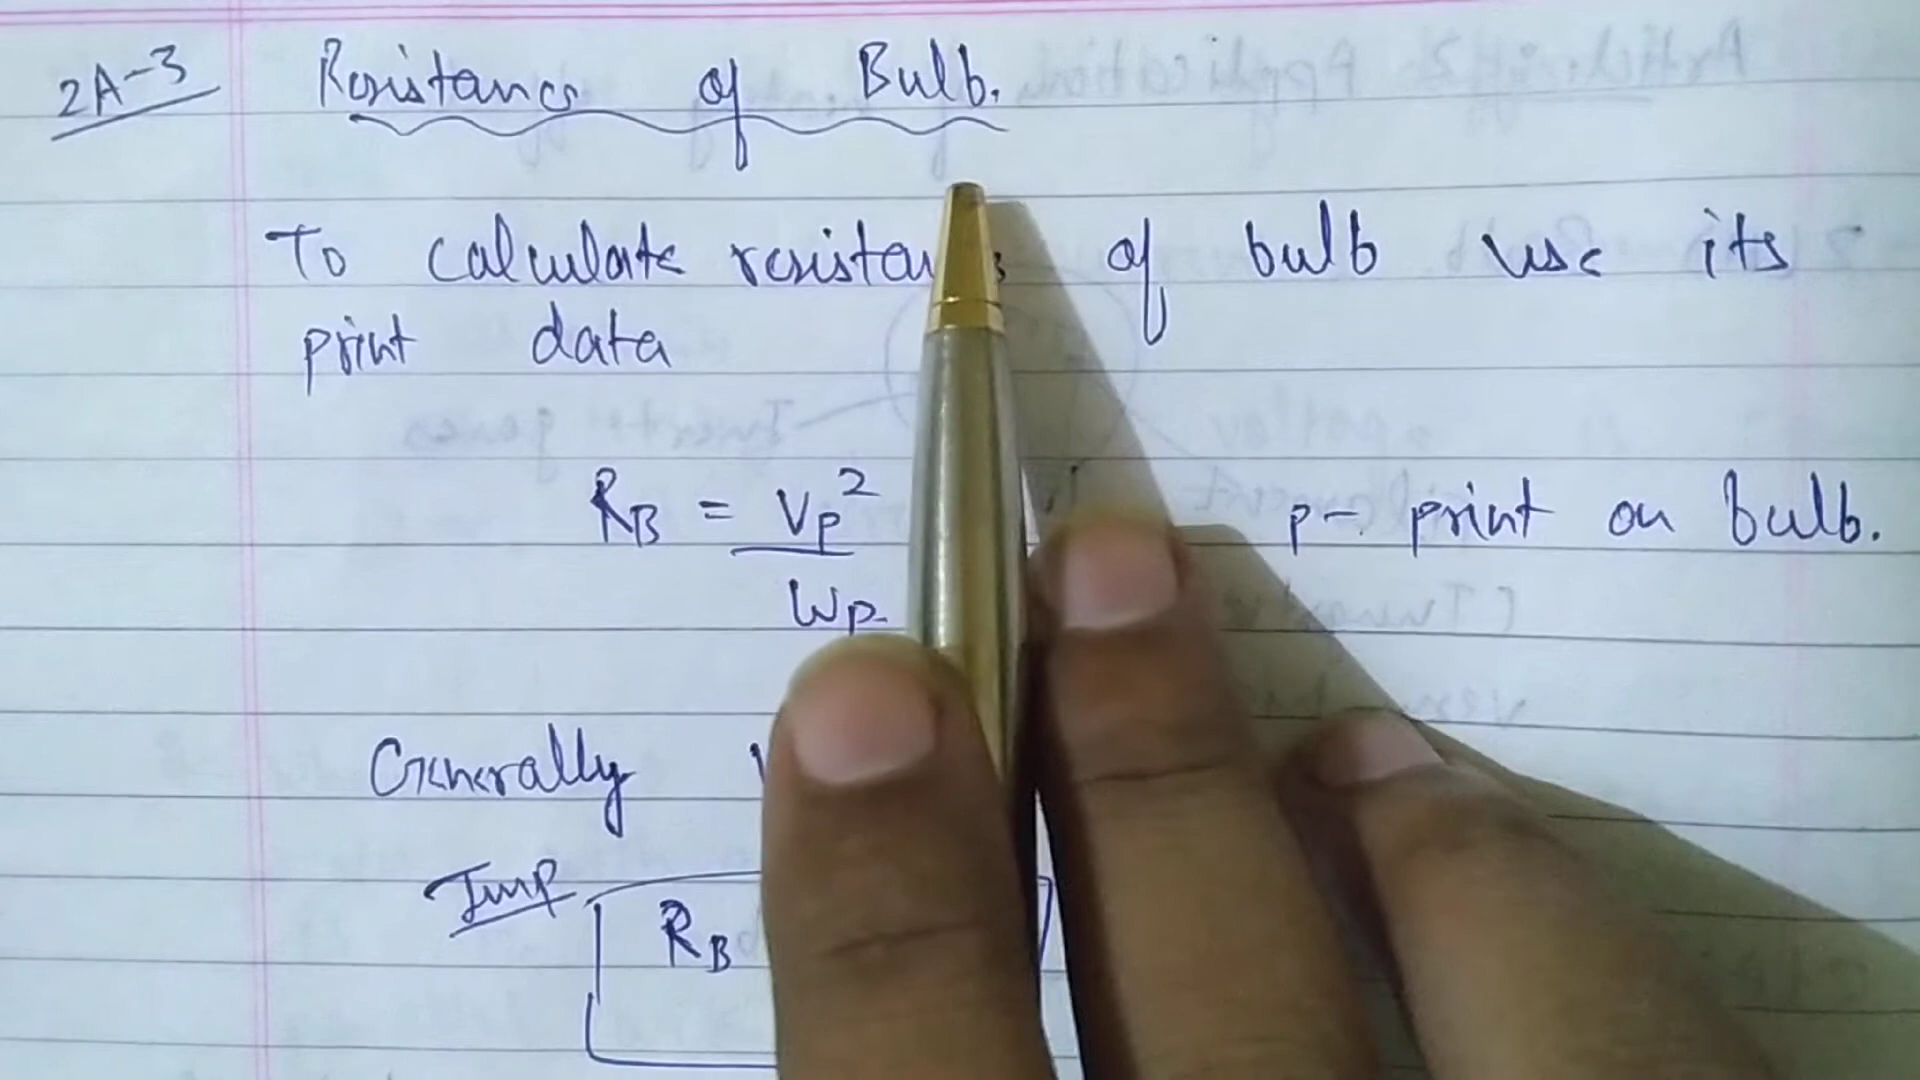 2A-3 Resistance of Bulb.
To calculate resistance of bulb use its
print data
R_B = V_P^2 / W_P p- print on bulb.
Generally
Imp
R_B